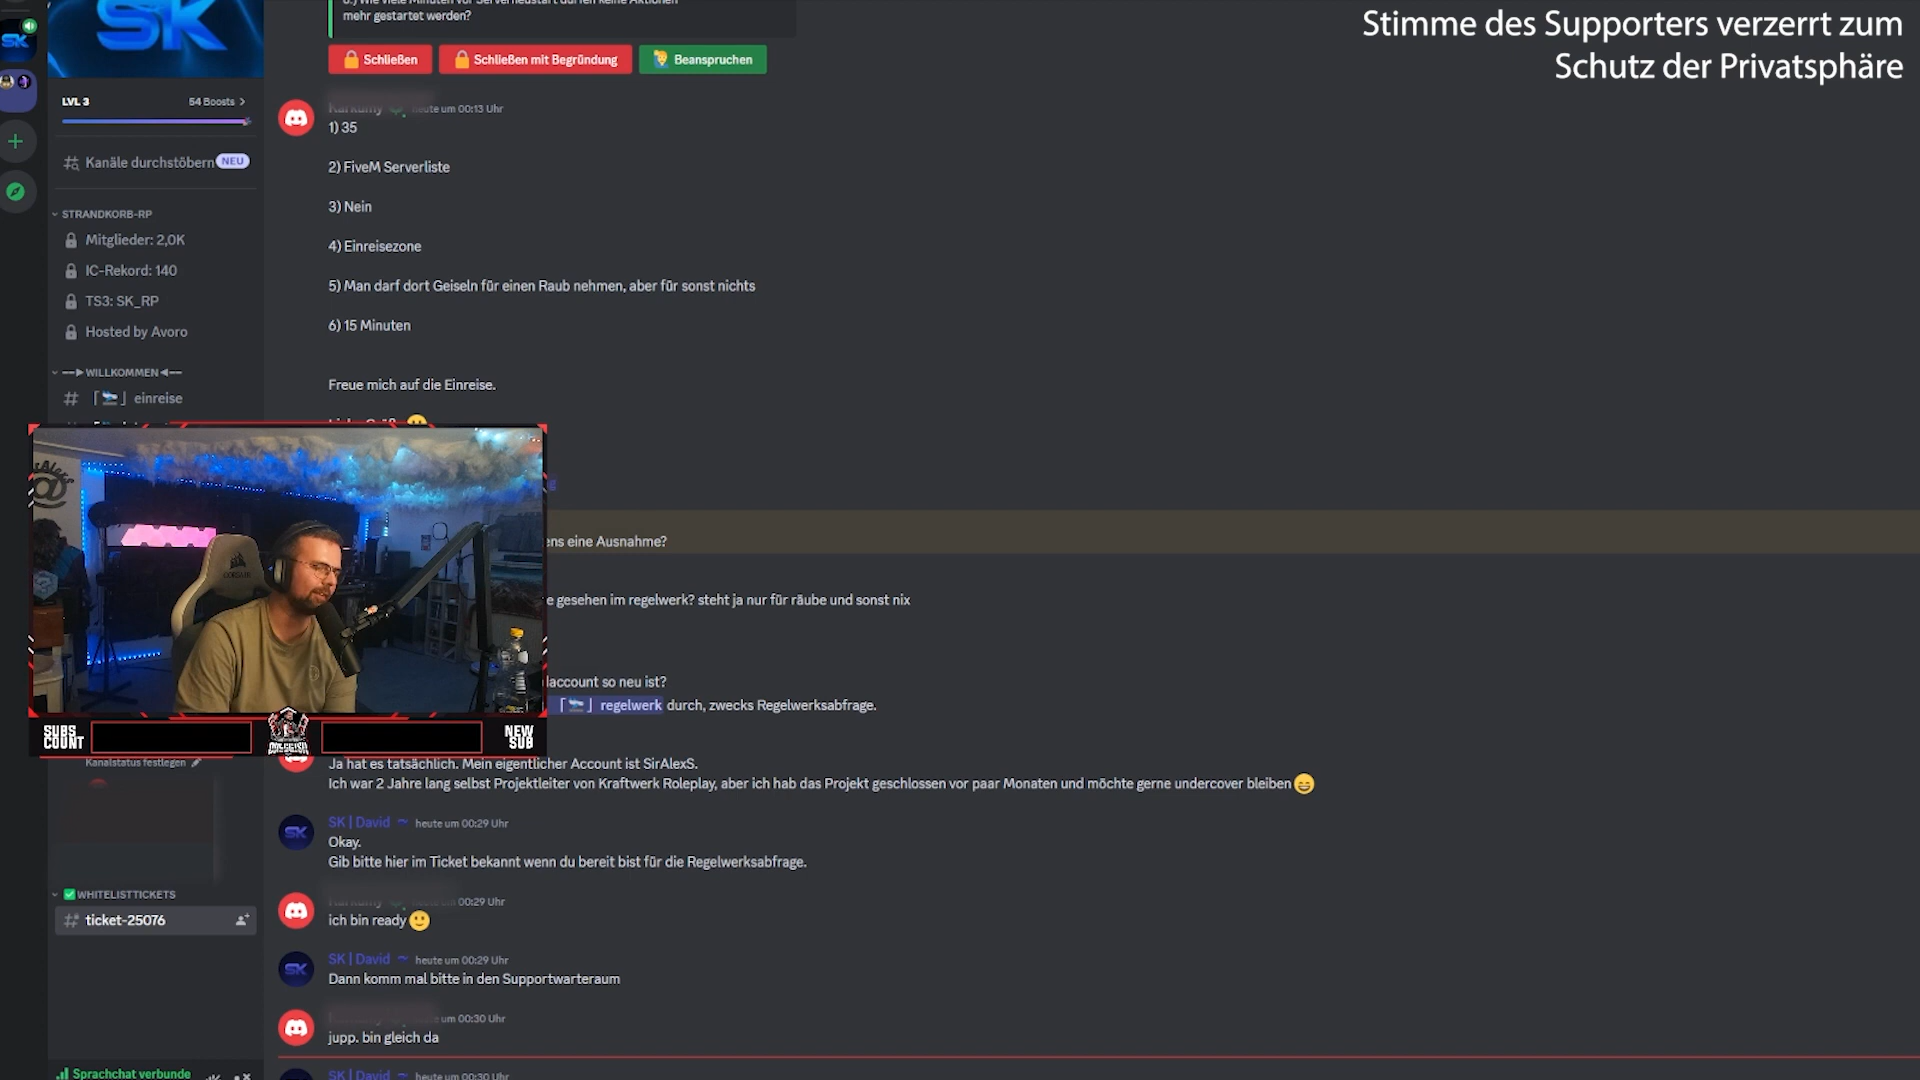 Stimme des Supporters verzerrt zum
Schutz der Privatsphäre
SK
SK
LVL 3
54 Boosts
Kanäle durchstöbern
NEU
STRANDKORB-RP
Mitglieder: 2,0K
IC-Rekord: 140
TS3: SK_RP
Hosted by Avoro
WILLKOMMEN
einreise
mehr gestartet werden?
Schließen
Schließen mit Begründung
Beanspruchen
heute um 00:13 Uhr
1) 35
2) FiveM Serverliste
3) Nein
4) Einreisezone
5) Man darf dort Geiseln für einen Raub nehmen, aber für sonst nichts
6) 15 Minuten
Freue mich auf die Einreise.
ens eine Ausnahme?
e gesehen im regelwerk? steht ja nur für räube und sonst nix
laccount so neu ist?
regelwerk durch, zwecks Regelwerksabfrage.
SUBS
COUNT
NEW
SUB
Kanalstatus festlegen
Ja hat es tatsächlich. Mein eigentlicher Account ist SirAlexS.
Ich war 2 Jahre lang selbst Projektleiter von Kraftwerk Roleplay, aber ich hab das Projekt geschlossen vor paar Monaten und möchte gerne undercover bleiben
SK | David heute um 00:29 Uhr
Okay.
Gib bitte hier im Ticket bekannt wenn du bereit bist für die Regelwerksabfrage.
WHITELISTTICKETS
ticket-25076
00:29 Uhr
ich bin ready
SK | David heute um 00:29 Uhr
Dann komm mal bitte in den Supportwarteraum
um 00:30 Uhr
jupp. bin gleich da
SK | David heute um 00:30 Uhr
Sprachchat verbunde